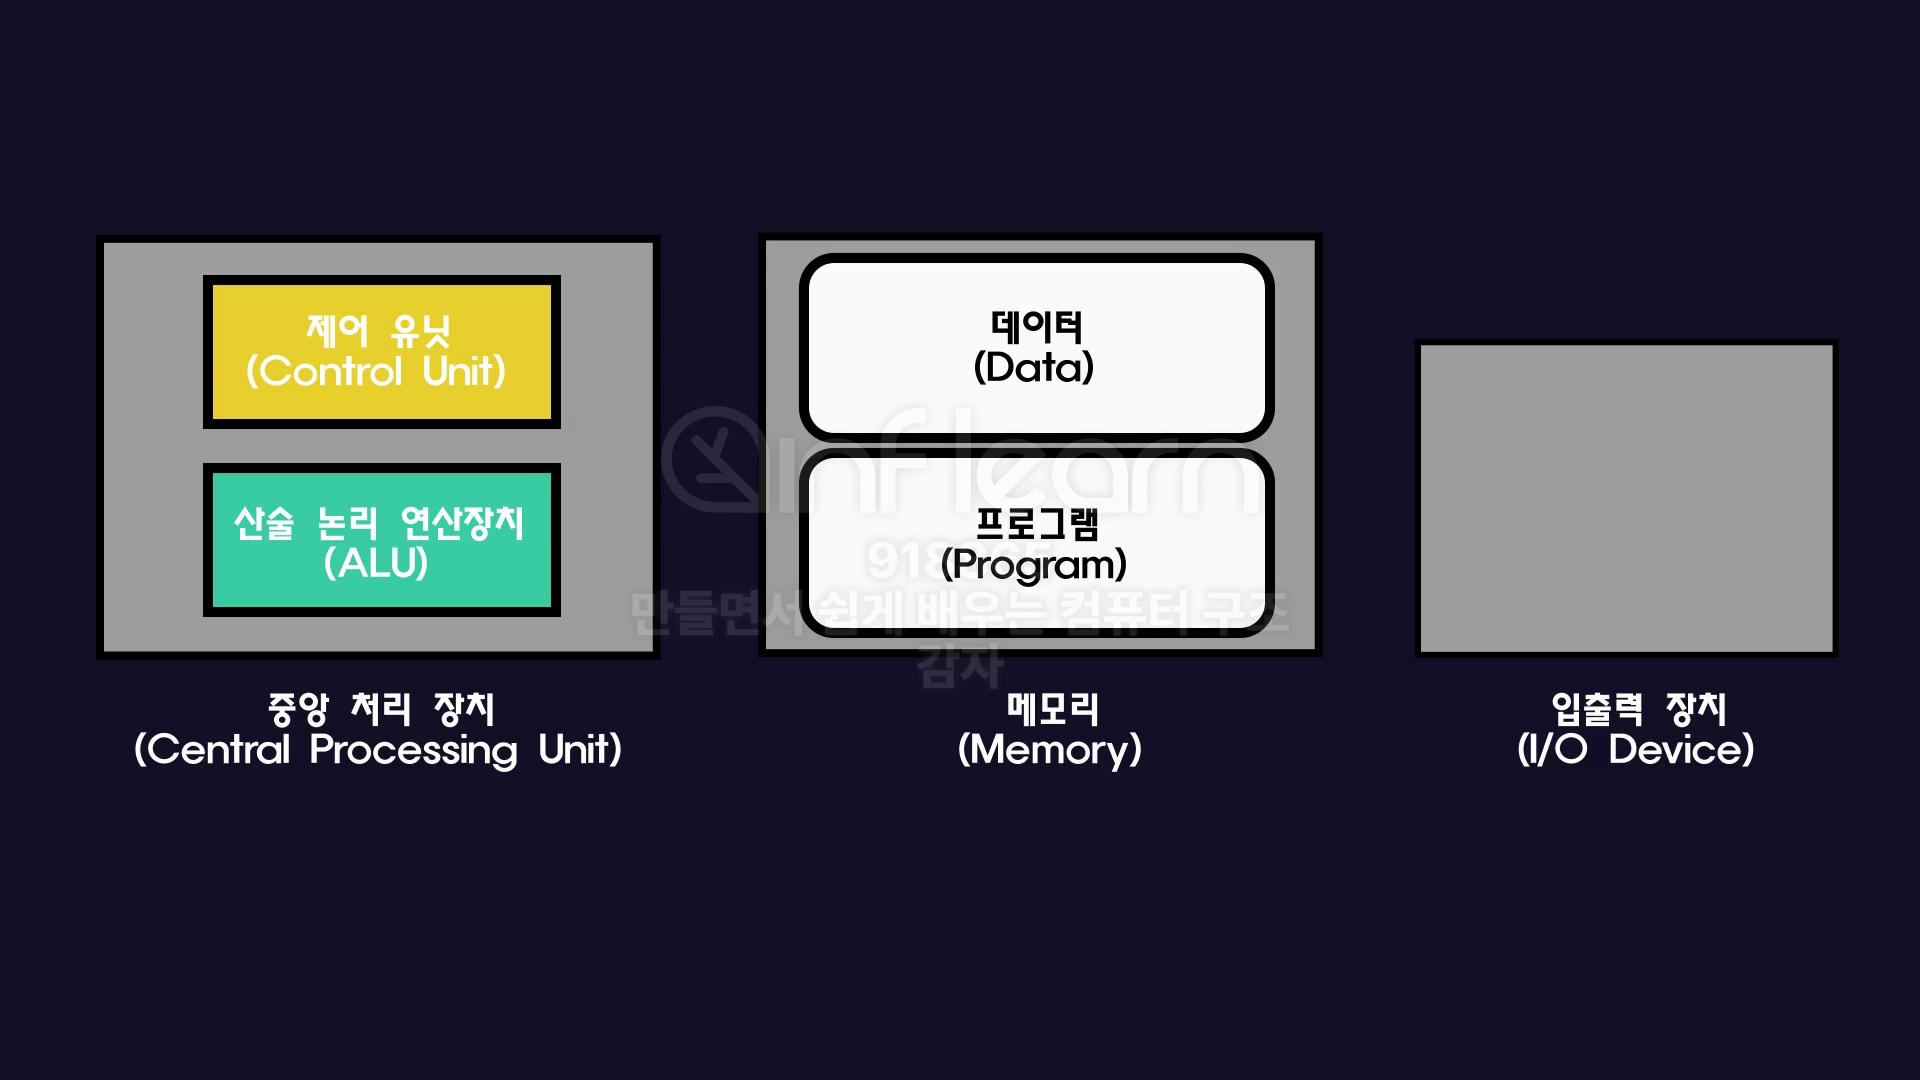 제어 유닛
(Control Unit)
산술 논리 연산장치
(ALU)
중앙 처리 장치
(Central Processing Unit)
데이터
(Data)
프로그램
(Program)
메모리
(Memory)
입출력 장치
(I/O Device)
inflearn
만들면서 쉽게 배우는 컴퓨터 구조
감자